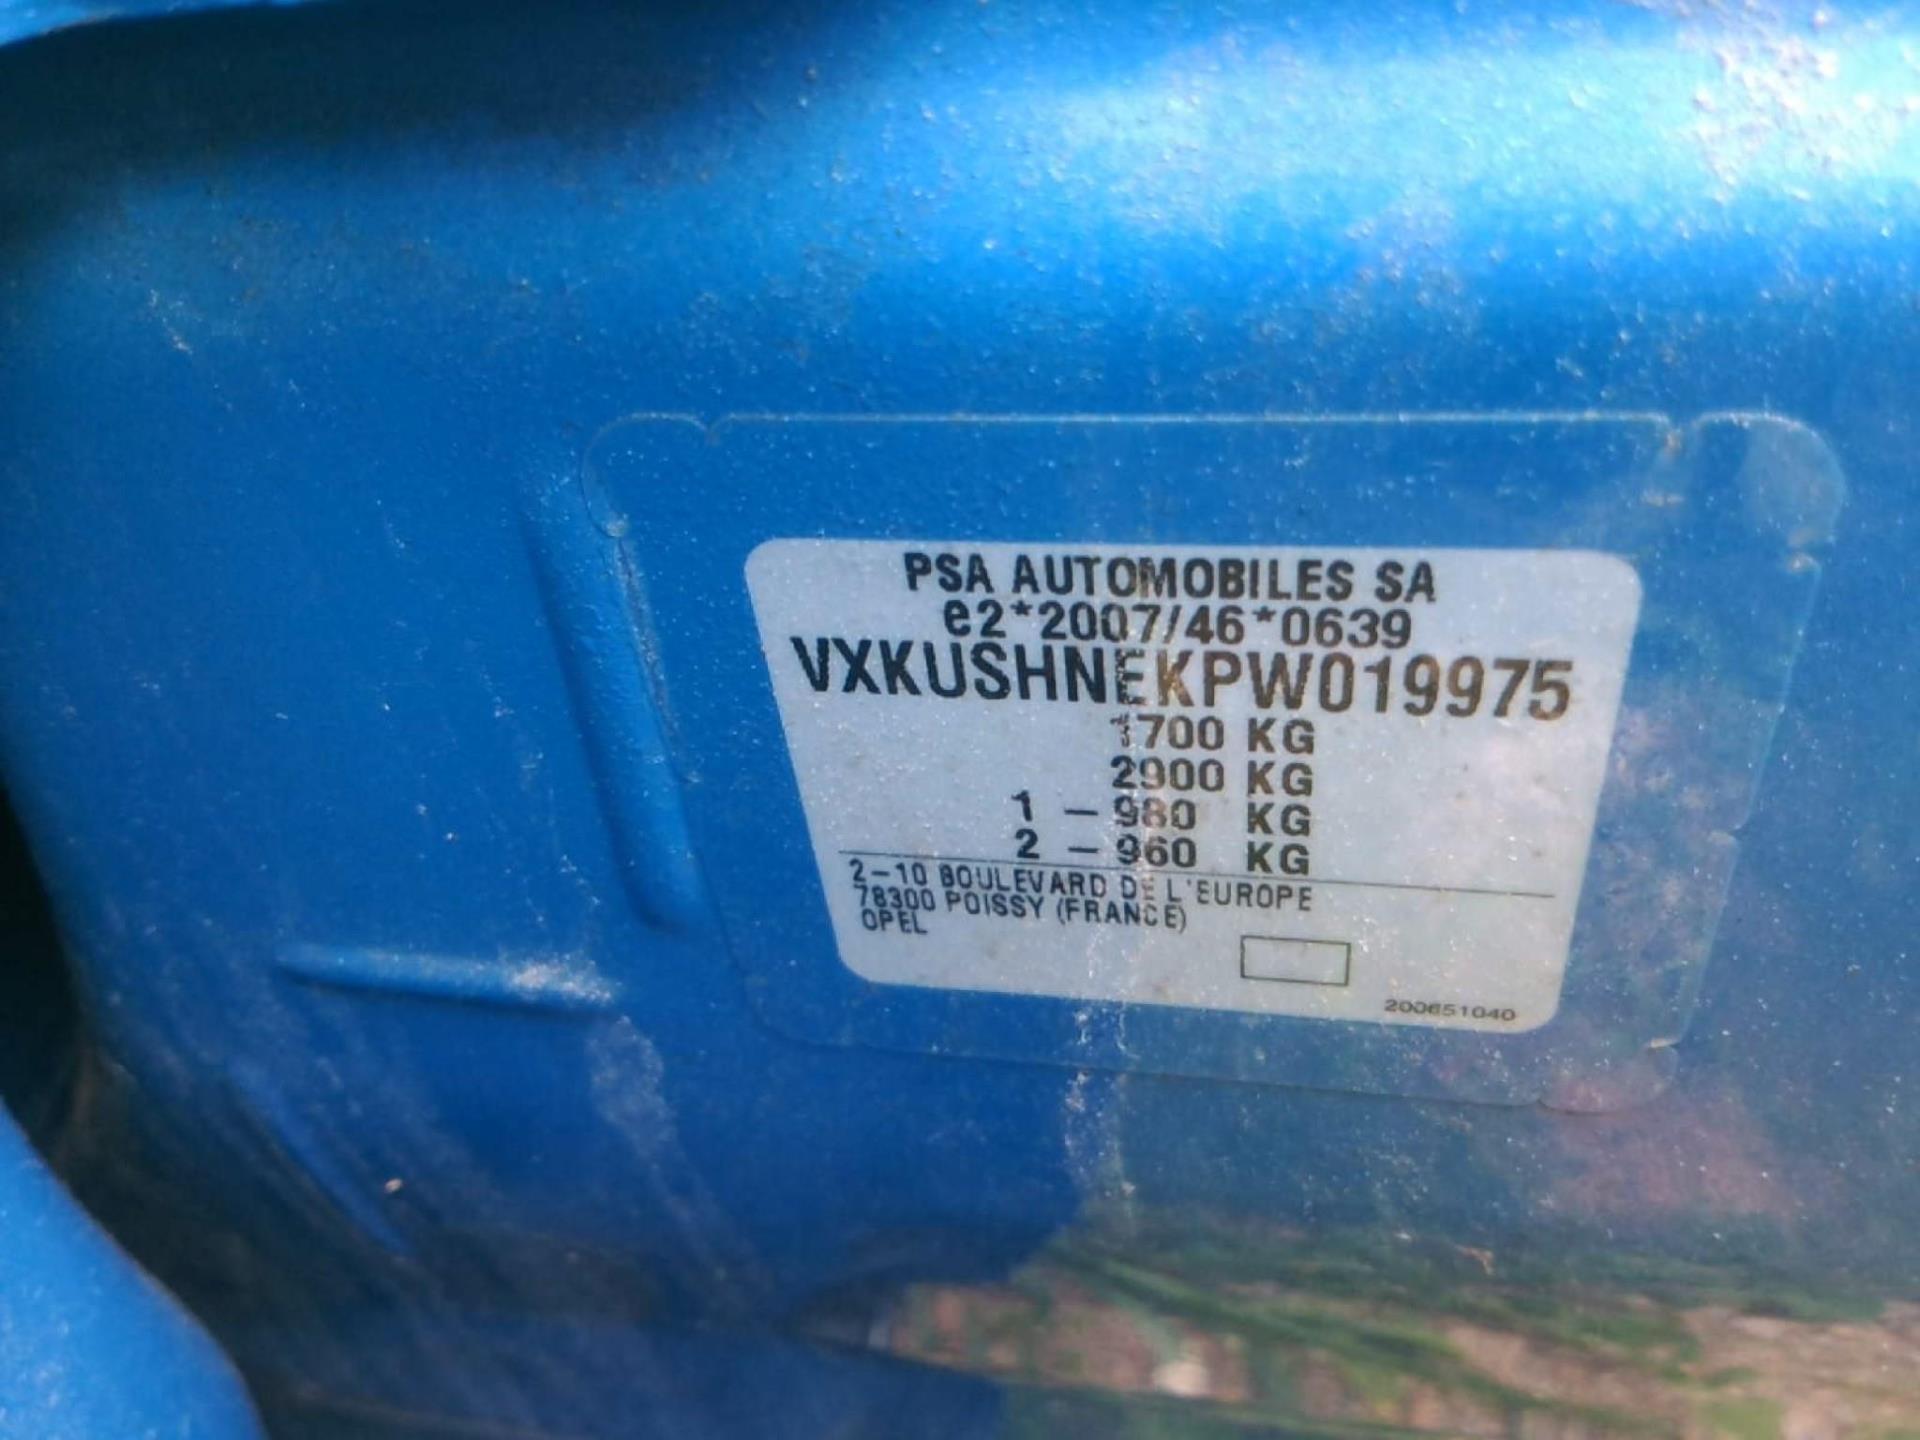 PSA AUTOMOBILES SA
e2*2007/46*0639
VXKUSHNEKPW019975
1700 KG
2900 KG
1 – 980 KG
2 – 960 KG
2–10 BOULEVARD DE L'EUROPE
78300 POISSY (FRANCE)
OPEL
200651040